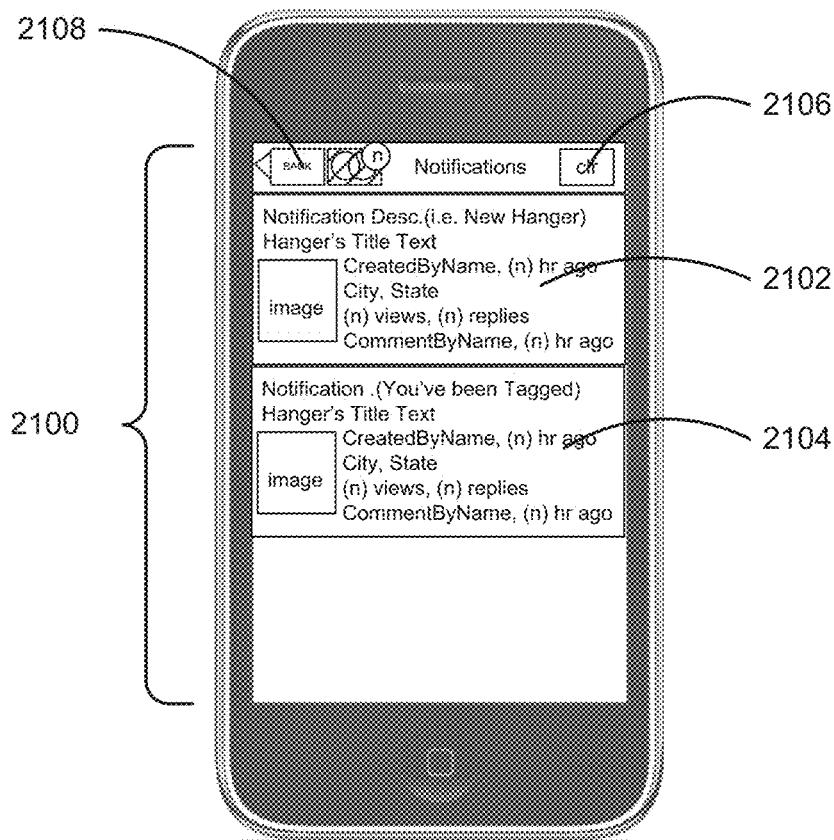 2108
2106
BACK
n
Notifications
clr
Notification Desc.(i.e. New Hanger)
Hanger's Title Text
CreatedByName, (n) hr ago
2102
image
City, State
(n) views, (n) replies
CommentByName, (n) hr ago
Notification .(You've been Tagged)
Hanger's Title Text
2100
CreatedByName, (n) hr ago
2104
image
City, State
(n) views, (n) replies
CommentByName, (n) hr ago